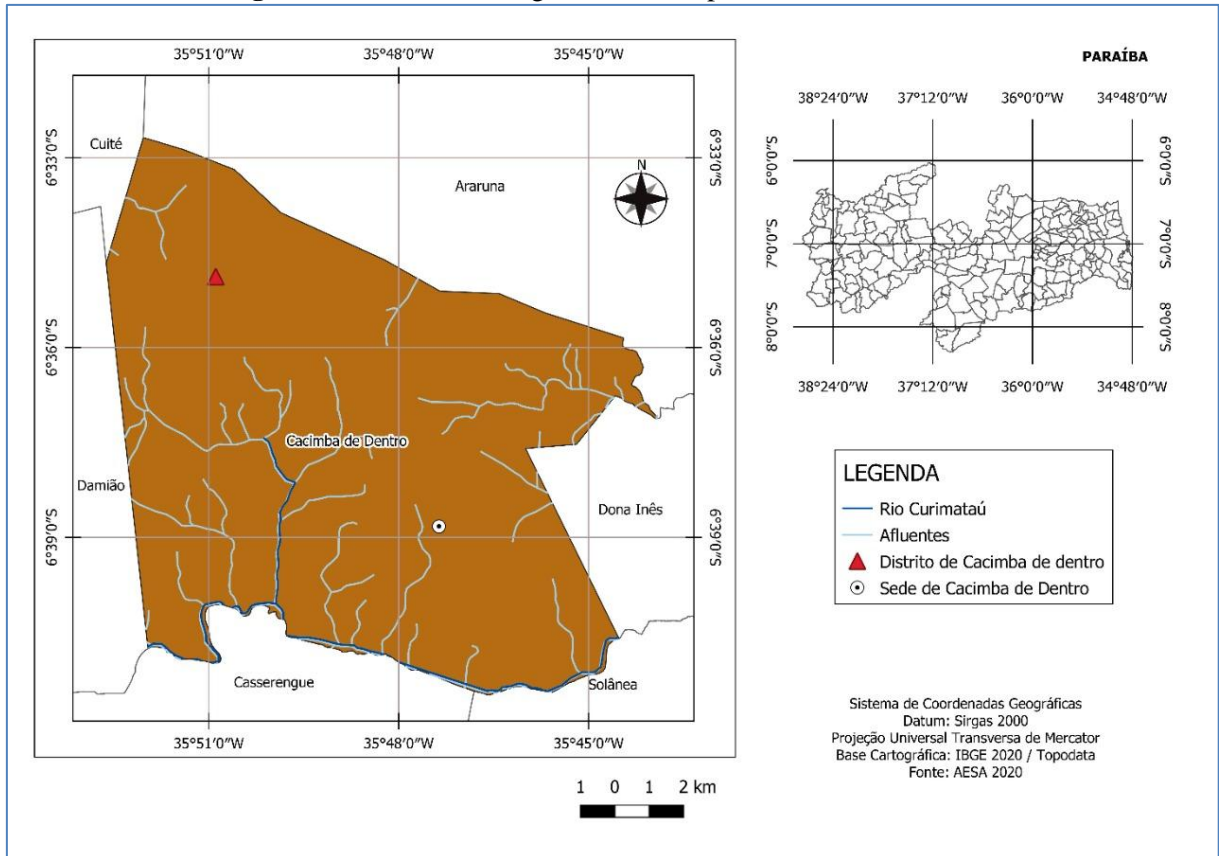 35°51'0"W 35°48'0"W 35°45'0"W
6°33'0"S
6°36'0"S
6°39'0"S
Cuité
Araruna
N
Cacimba de Dentro
Damião
Dona Inês
Casserengue
Solânea
6°33'0"S
6°36'0"S
6°39'0"S
35°51'0"W 35°48'0"W 35°45'0"W
1 0 1 2 km
PARAÍBA
38°24'0"W 37°12'0"W 36°0'0"W 34°48'0"W
6°0'0"S
7°0'0"S
8°0'0"S
6°0'0"S
7°0'0"S
8°0'0"S
38°24'0"W 37°12'0"W 36°0'0"W 34°48'0"W
LEGENDA
Rio Curimataú
Afluentes
Distrito de Cacimba de dentro
Sede de Cacimba de Dentro
Sistema de Coordenadas Geográficas
Datum: Sirgas 2000
Projeção Universal Transversa de Mercator
Base Cartográfica: IBGE 2020 / Topodata
Fonte: AESA 2020